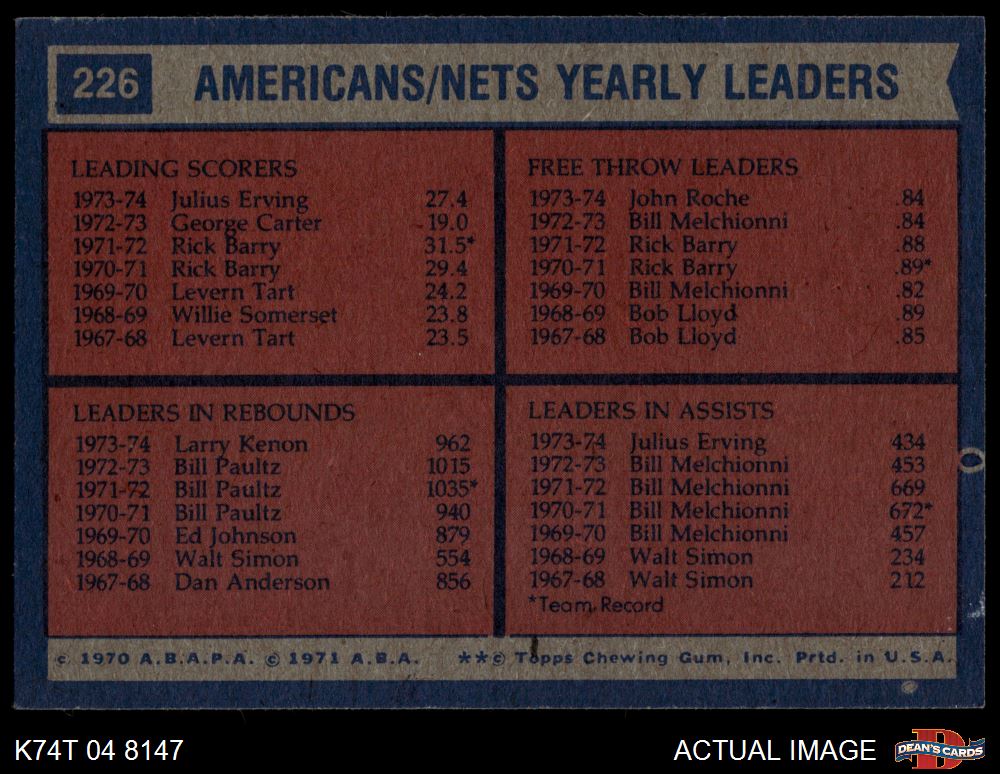 226 AMERICANS/NETS YEARLY LEADERS
LEADING SCORERS
1973-74 Julius Erving 27.4
1972-73 George Carter 19.0
1971-72 Rick Barry 31.5*
1970-71 Rick Barry 29.4
1969-70 Levern Tart 24.2
1968-69 Willie Somerset 23.8
1967-68 Levern Tart 23.5
FREE THROW LEADERS
1973-74 John Roche .84
1972-73 Bill Melchionni .84
1971-72 Rick Barry .88
1970-71 Rick Barry .89*
1969-70 Bill Melchionni .82
1968-69 Bob Lloyd .89
1967-68 Bob Lloyd .85
LEADERS IN REBOUNDS
1973-74 Larry Kenon 962
1972-73 Bill Paultz 1015
1971-72 Bill Paultz 1035*
1970-71 Bill Paultz 940
1969-70 Ed Johnson 879
1968-69 Walt Simon 554
1967-68 Dan Anderson 856
LEADERS IN ASSISTS
1973-74 Julius Erving 434
1972-73 Bill Melchionni 453
1971-72 Bill Melchionni 669
1970-71 Bill Melchionni 672*
1969-70 Bill Melchionni 457
1968-69 Walt Simon 234
1967-68 Walt Simon 212
*Team Record
© 1970 A.B.A.P.A. © 1971 A.B.A. **© Topps Chewing Gum, Inc. Prtd. in U.S.A.
K74T 04 8147 ACTUAL IMAGE DEAN'S CARDS